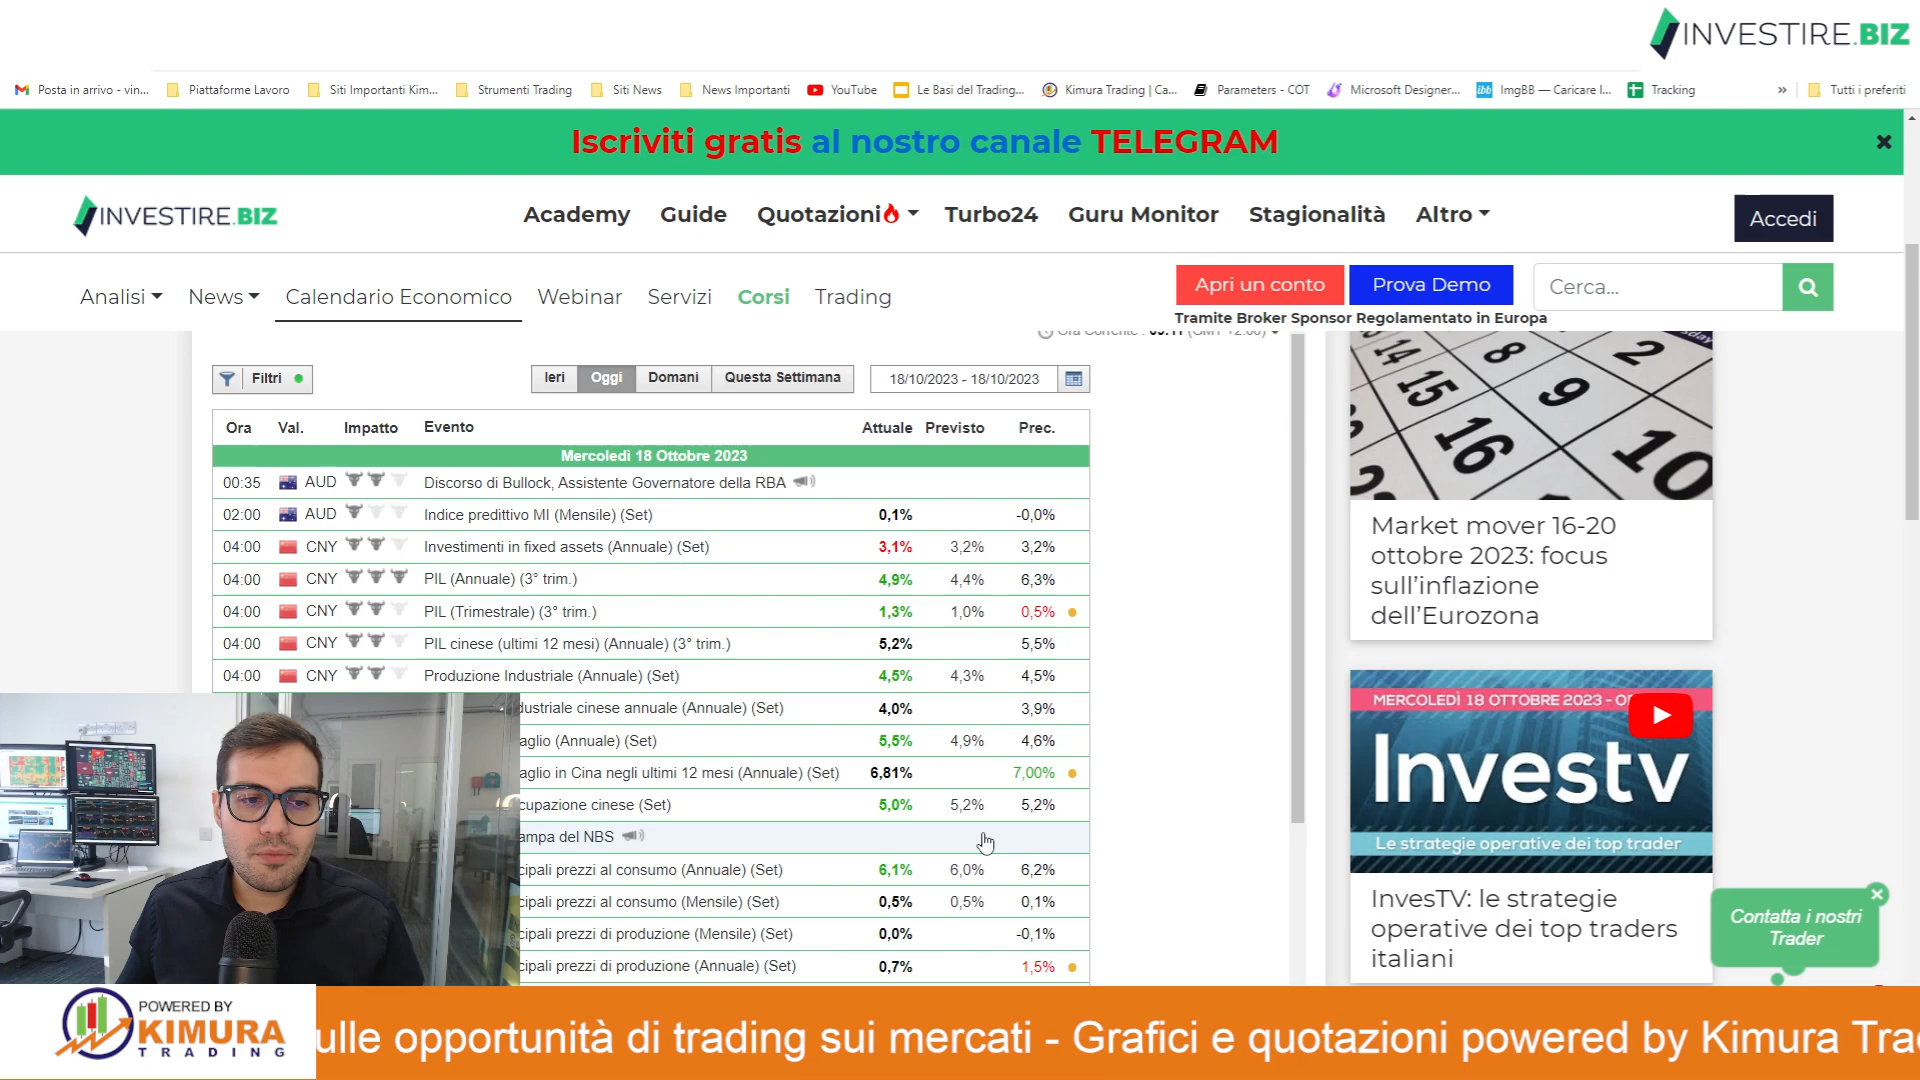 INVESTIRE.BIZ
Posta in arrivo - vin... Piattaforme Lavoro Siti Importanti Kim... Strumenti Trading Siti News News Importanti YouTube Le Basi del Trading... Kimura Trading | Ca... Parameters - COT Microsoft Designer... ImgBB — Caricare I... Tracking » Tutti i preferiti
Iscriviti gratis al nostro canale TELEGRAM
INVESTIRE.BIZ Academy Guide Quotazioni Turbo24 Guru Monitor Stagionalità Altro Accedi
Analisi News Calendario Economico Webinar Servizi Corsi Trading Apri un conto Prova Demo Cerca...
Tramite Broker Sponsor Regolamentato in Europa
Filtri Ieri Oggi Domani Questa Settimana 18/10/2023 - 18/10/2023
Ora Val. Impatto Evento Attuale Previsto Prec.
Mercoledì 18 Ottobre 2023
00:35 AUD Discorso di Bullock, Assistente Governatore della RBA
02:00 AUD Indice predittivo MI (Mensile) (Set) 0,1% -0,0%
04:00 CNY Investimenti in fixed assets (Annuale) (Set) 3,1% 3,2% 3,2%
04:00 CNY PIL (Annuale) (3° trim.) 4,9% 4,4% 6,3%
04:00 CNY PIL (Trimestrale) (3° trim.) 1,3% 1,0% 0,5%
04:00 CNY PIL cinese (ultimi 12 mesi) (Annuale) (3° trim.) 5,2% 5,5%
04:00 CNY Produzione Industriale (Annuale) (Set) 4,5% 4,3% 4,5%
dustriale cinese annuale (Annuale) (Set) 4,0% 3,9%
aglio (Annuale) (Set) 5,5% 4,9% 4,6%
aglio in Cina negli ultimi 12 mesi (Annuale) (Set) 6,81% 7,00%
cupazione cinese (Set) 5,0% 5,2% 5,2%
ampa del NBS
cipali prezzi al consumo (Annuale) (Set) 6,1% 6,0% 6,2%
cipali prezzi al consumo (Mensile) (Set) 0,5% 0,5% 0,1%
cipali prezzi di produzione (Mensile) (Set) 0,0% -0,1%
cipali prezzi di produzione (Annuale) (Set) 0,7% 1,5%
14 8 2
15 9
16 10
Market mover 16-20
ottobre 2023: focus
sull'inflazione
dell'Eurozona
MERCOLEDÌ 18 OTTOBRE 2023 - O
Investv
Le strategie operative dei top trader
InvesTV: le strategie
operative dei top traders
italiani
Contatta i nostri
Trader
POWERED BY
KIMURA
TRADING
ulle opportunità di trading sui mercati - Grafici e quotazioni powered by Kimura Tra